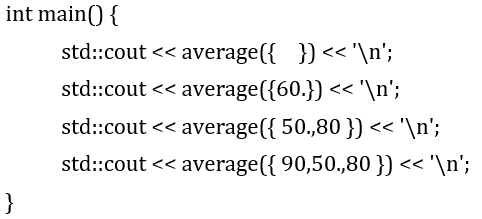 int main() {
std::cout << average({    }) << '\n';
std::cout << average({60.}) << '\n';
std::cout << average({ 50.,80 }) << '\n';
std::cout << average({ 90,50.,80 }) << '\n';
}